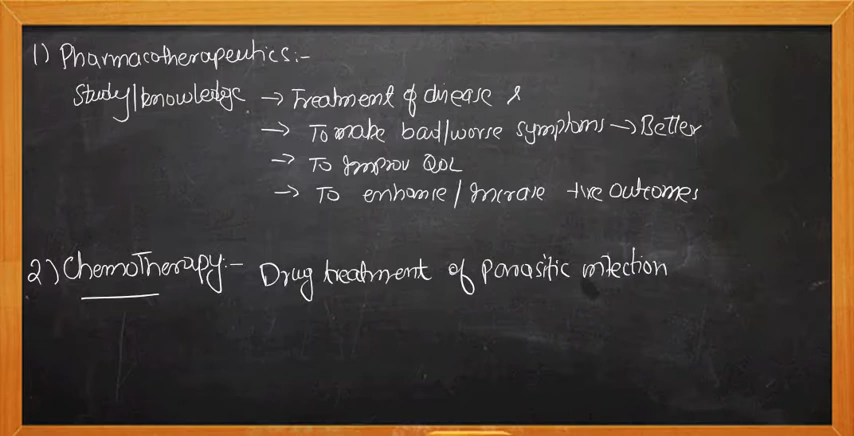 1) Pharmacotherapeutics:-
Study/knowledge → Treatment of disease &
→ To make bad/worse symptoms → Better
→ To Improv QOL
→ To enhance / Increase +ive outcomes
2) Chemotherapy:- Drug treatment of parasitic infection